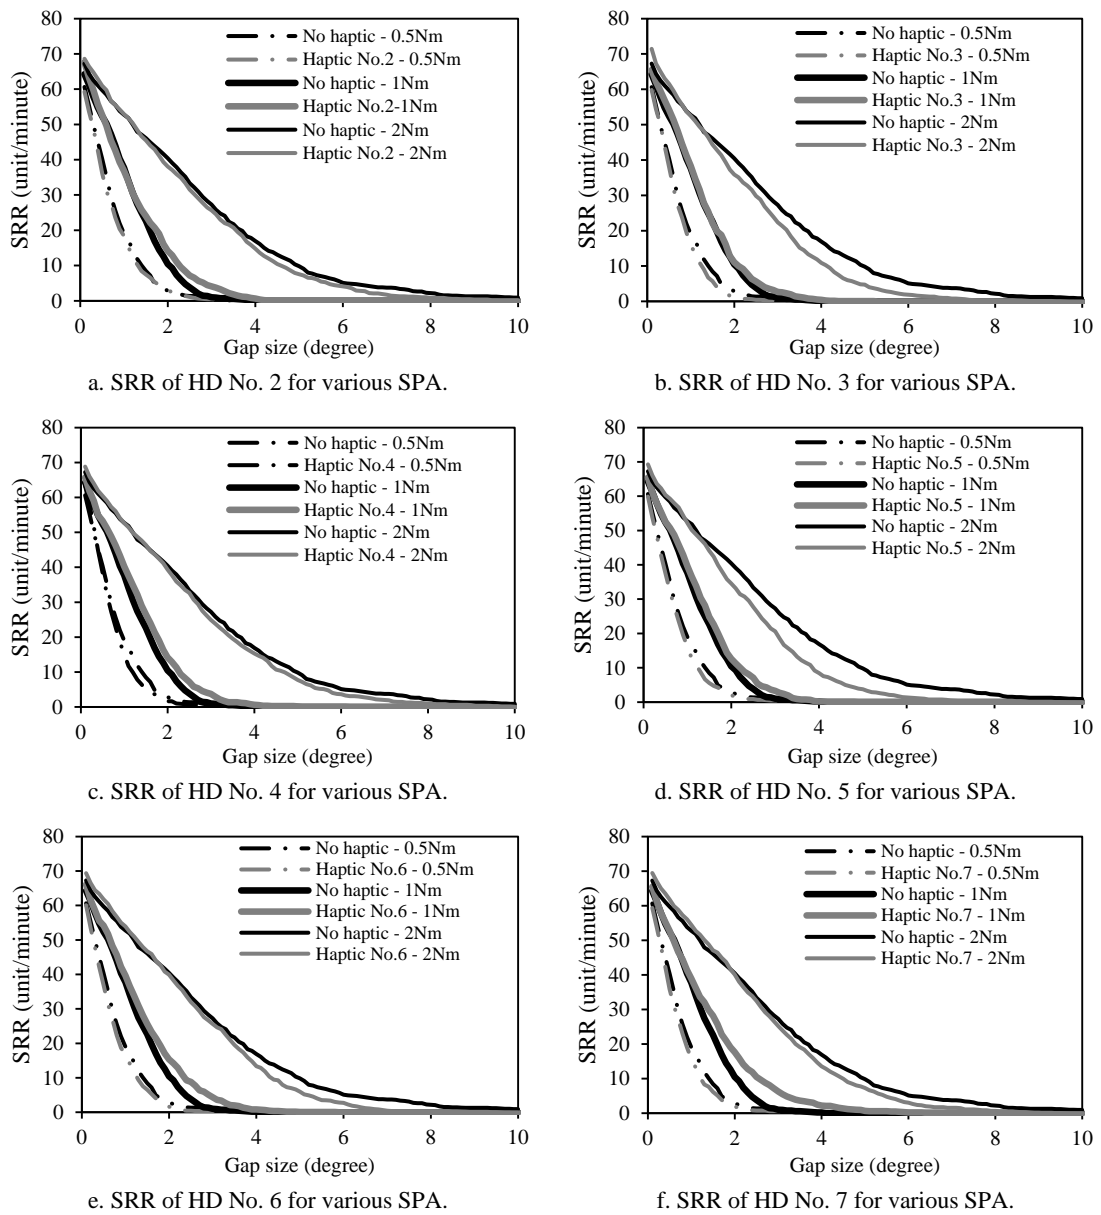 80
70
60
50
40
30
20
10
0
SRR (unit/minute)
No haptic - 0.5Nm
Haptic No.2 - 0.5Nm
No haptic - 1Nm
Haptic No.2-1Nm
No haptic - 2Nm
Haptic No.2 - 2Nm
0 2 4 6 8 10
Gap size (degree)
a. SRR of HD No. 2 for various SPA.
80
70
60
50
40
30
20
10
0
SRR (unit/minute)
No haptic - 0.5Nm
Haptic No.3 - 0.5Nm
No haptic - 1Nm
Haptic No.3 - 1Nm
No haptic - 2Nm
Haptic No.3 - 2Nm
0 2 4 6 8 10
Gap size (degree)
b. SRR of HD No. 3 for various SPA.
80
70
60
50
40
30
20
10
0
SRR (unit/minute)
No haptic - 0.5Nm
Haptic No.4 - 0.5Nm
No haptic - 1Nm
Haptic No.4 - 1Nm
No haptic - 2Nm
Haptic No.4 - 2Nm
0 2 4 6 8 10
Gap size (degree)
c. SRR of HD No. 4 for various SPA.
80
70
60
50
40
30
20
10
0
SRR (unit/minute)
No haptic - 0.5Nm
Haptic No.5 - 0.5Nm
No haptic - 1Nm
Haptic No.5 - 1Nm
No haptic - 2Nm
Haptic No.5 - 2Nm
0 2 4 6 8 10
Gap size (degree)
d. SRR of HD No. 5 for various SPA.
80
70
60
50
40
30
20
10
0
SRR (unit/minute)
No haptic - 0.5Nm
Haptic No.6 - 0.5Nm
No haptic - 1Nm
Haptic No.6 - 1Nm
No haptic - 2Nm
Haptic No.6 - 2Nm
0 2 4 6 8 10
Gap size (degree)
e. SRR of HD No. 6 for various SPA.
80
70
60
50
40
30
20
10
0
SRR (unit/minute)
No haptic - 0.5Nm
Haptic No.7 - 0.5Nm
No haptic - 1Nm
Haptic No.7 - 1Nm
No haptic - 2Nm
Haptic No.7 - 2Nm
0 2 4 6 8 10
Gap size (degree)
f. SRR of HD No. 7 for various SPA.